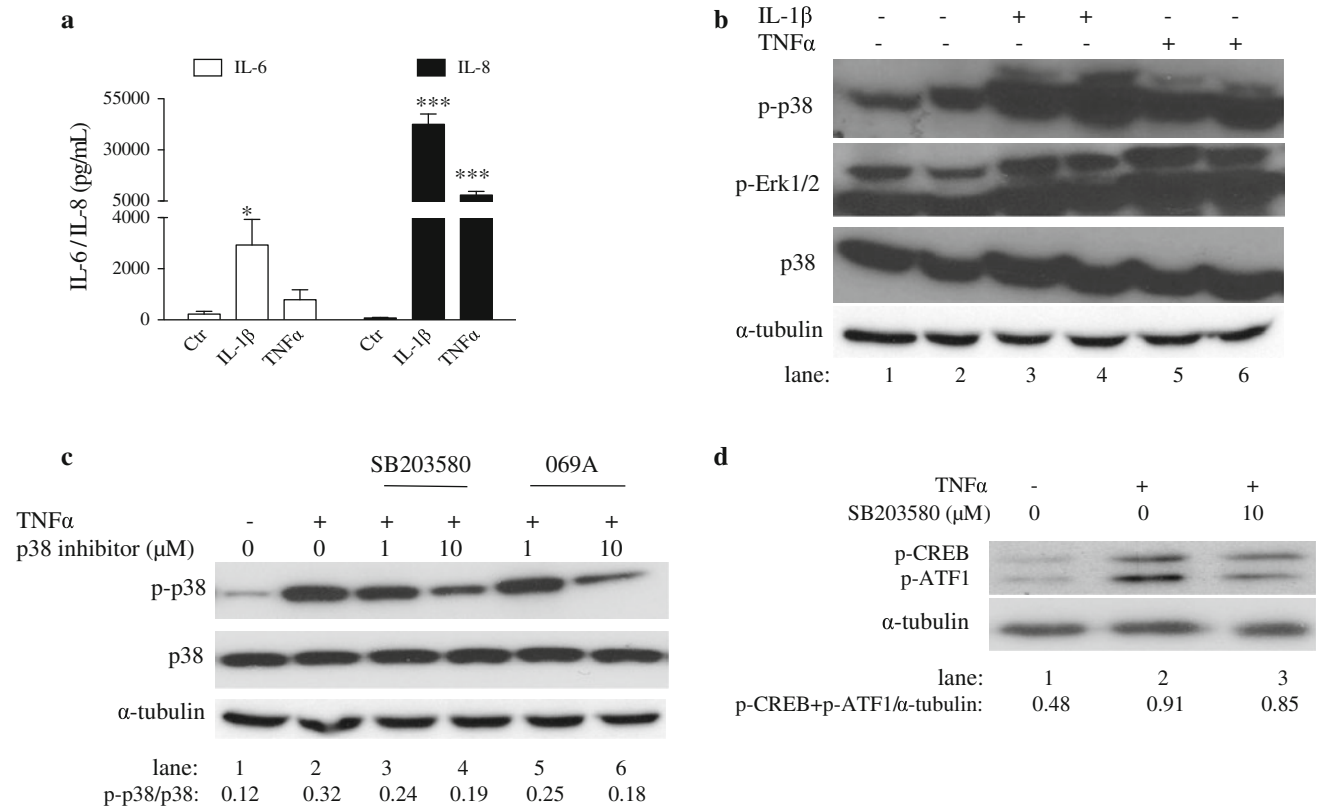 a
IL-6 IL-8
IL-6 / IL-8 (pg/mL)
55000
30000
5000
4000
2000
0
*
***
***
Ctr IL-1β TNFα Ctr IL-1β TNFα
b
IL-1β - - + + - -
TNFα - - - - + +
p-p38
p-Erk1/2
p38
α-tubulin
lane: 1 2 3 4 5 6
c
SB203580 069A
TNFα - + + + + +
p38 inhibitor (μM) 0 0 1 10 1 10
p-p38
p38
α-tubulin
lane: 1 2 3 4 5 6
p-p38/p38: 0.12 0.32 0.24 0.19 0.25 0.18
d
TNFα - + +
SB203580 (μM) 0 0 10
p-CREB
p-ATF1
α-tubulin
lane: 1 2 3
p-CREB+p-ATF1/α-tubulin: 0.48 0.91 0.85